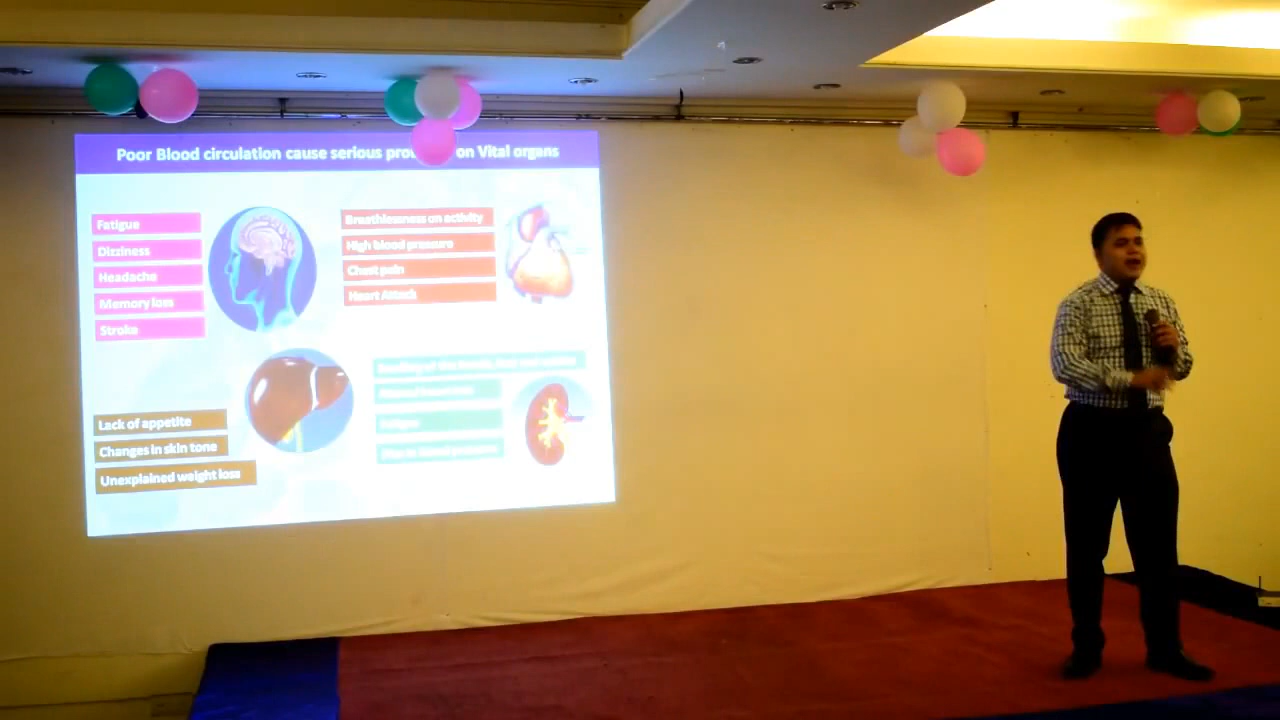 Poor Blood circulation cause serious on Vital organs
Fatigue
Dizziness
Headache
Memory loss
Stroke
Breathlessness on activity
High blood pressure
Chest pain
Heart Attack
Lack of appetite
Changes in skin tone
Unexplained weight loss
Fatigue